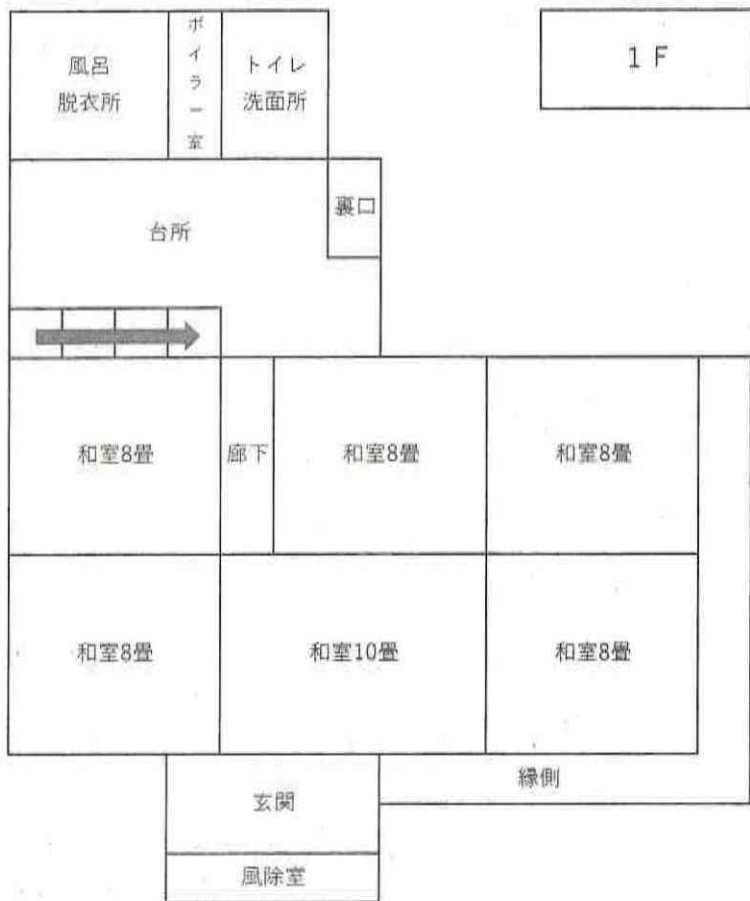 1F
風呂
脱衣所
ボイラー室
トイレ
洗面所
裏口
台所
和室8畳
廊下
和室8畳
和室8畳
和室8畳
和室10畳
和室8畳
縁側
玄関
風除室